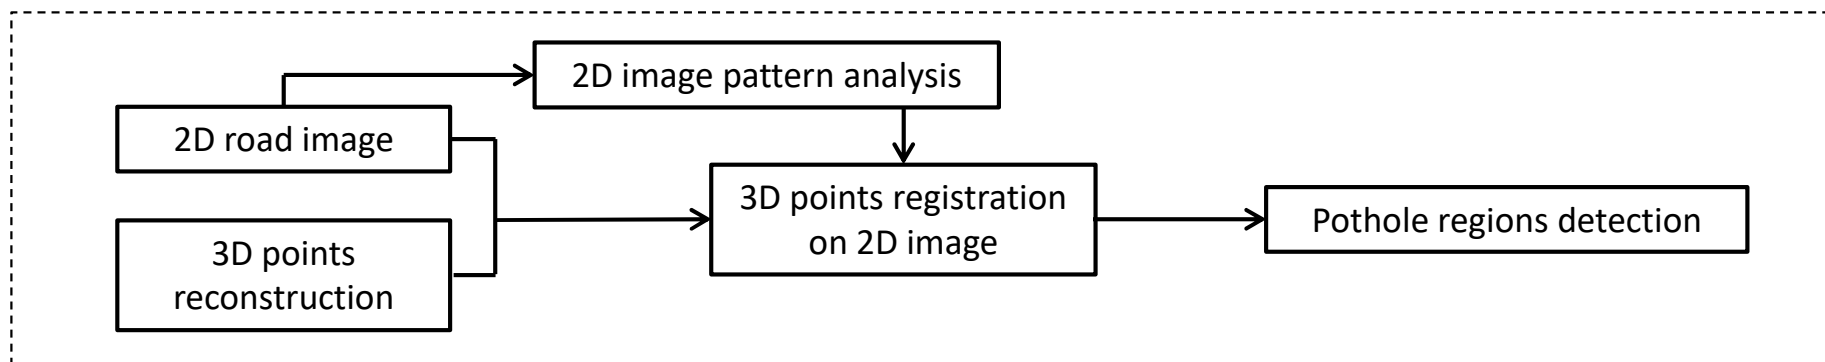 2D image pattern analysis
2D road image
3D points registration
on 2D image
Pothole regions detection
3D points
reconstruction